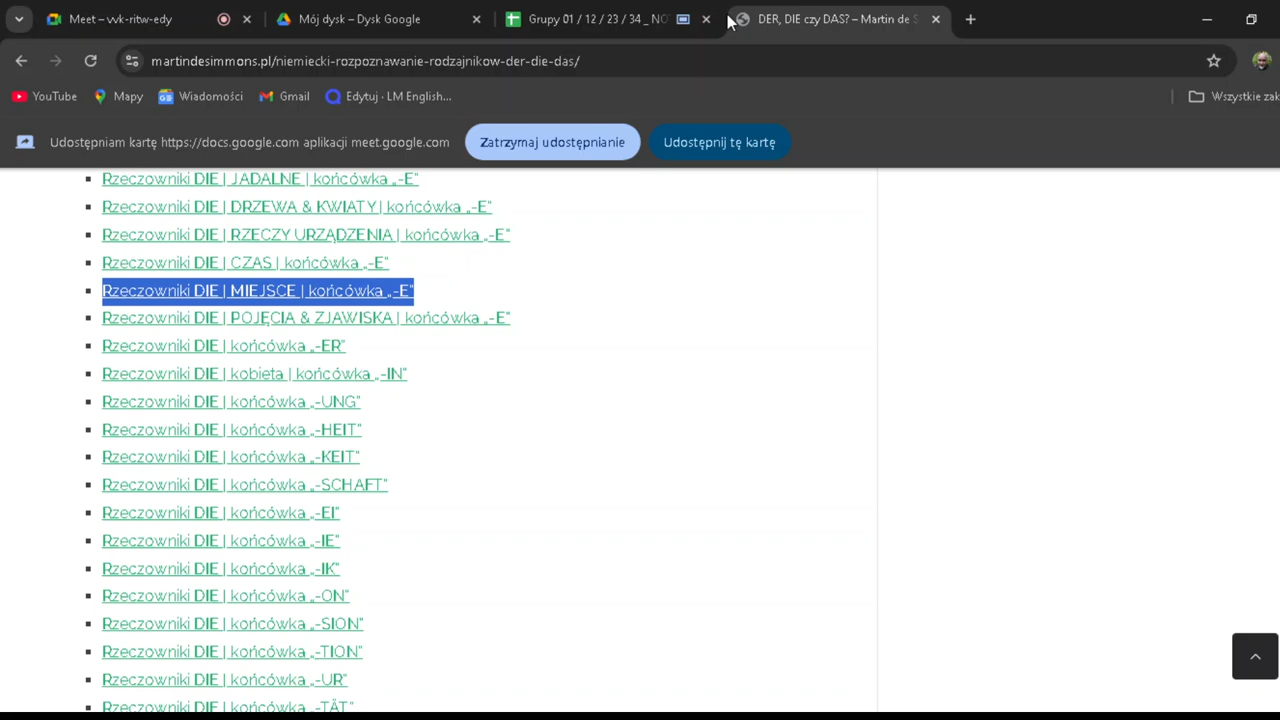 Meet – vvk-ritw-edy
Mój dysk – Dysk Google
Grupy 01 / 12 / 23 / 34 _ NO
DER, DIE czy DAS? – Martin de S
martindesimmons.pl/niemiecki-rozpoznawanie-rodzajnikow-der-die-das/
YouTube
Mapy
Wiadomości
Gmail
Edytuj · LM English...
Wszystkie zak
Udostępniam kartę https://docs.google.com aplikacji meet.google.com
Zatrzymaj udostępnianie
Udostępnij tę kartę
Rzeczowniki DIE | JADALNE | końcówka „-E"
Rzeczowniki DIE | DRZEWA & KWIATY | końcówka „-E"
Rzeczowniki DIE | RZECZY URZĄDZENIA | końcówka „-E"
Rzeczowniki DIE | CZAS | końcówka „-E"
Rzeczowniki DIE | MIEJSCE | końcówka „-E"
Rzeczowniki DIE | POJĘCIA & ZJAWISKA | końcówka „-E"
Rzeczowniki DIE | końcówka „-ER"
Rzeczowniki DIE | kobieta | końcówka „-IN"
Rzeczowniki DIE | końcówka „-UNG"
Rzeczowniki DIE | końcówka „-HEIT"
Rzeczowniki DIE | końcówka „-KEIT"
Rzeczowniki DIE | końcówka „-SCHAFT"
Rzeczowniki DIE | końcówka „-EI"
Rzeczowniki DIE | końcówka „-IE"
Rzeczowniki DIE | końcówka „-IK"
Rzeczowniki DIE | końcówka „-ON"
Rzeczowniki DIE | końcówka „-SION"
Rzeczowniki DIE | końcówka „-TION"
Rzeczowniki DIE | końcówka „-UR"
Rzeczowniki DIE | końcówka „-TÄT"